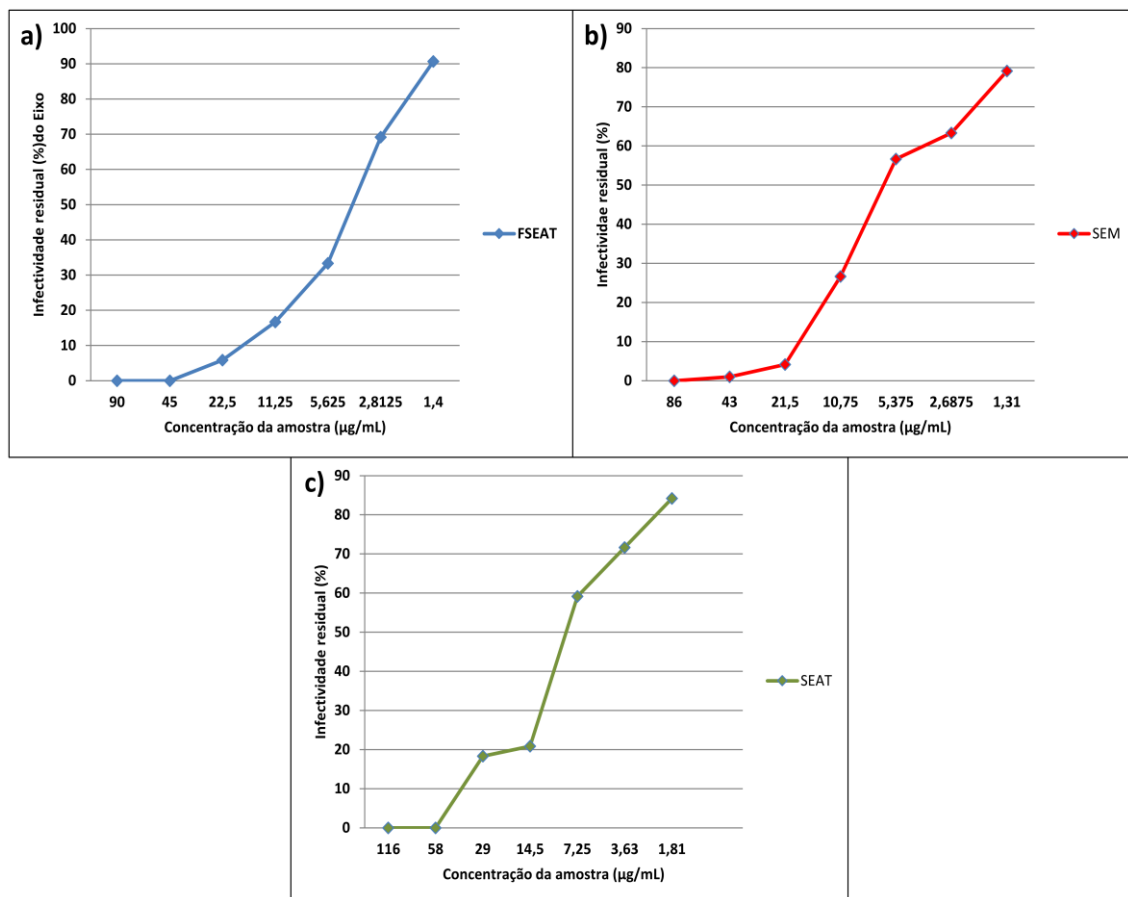 a)
100
90
80
70
60
50
40
30
20
10
0
Infectividade residual (%)do Eixo
90 45 22,5 11,25 5,625 2,8125 1,4
Concentração da amostra (µg/mL)
FSEAT
b)
90
80
70
60
50
40
30
20
10
0
Infectividae residual (%)
86 43 21,5 10,75 5,375 2,6875 1,31
Concentração da amostra (µg/mL)
SEM
c)
90
80
70
60
50
40
30
20
10
0
Infectividade residual (%)
116 58 29 14,5 7,25 3,63 1,81
Concentração da amostra (µg/mL)
SEAT